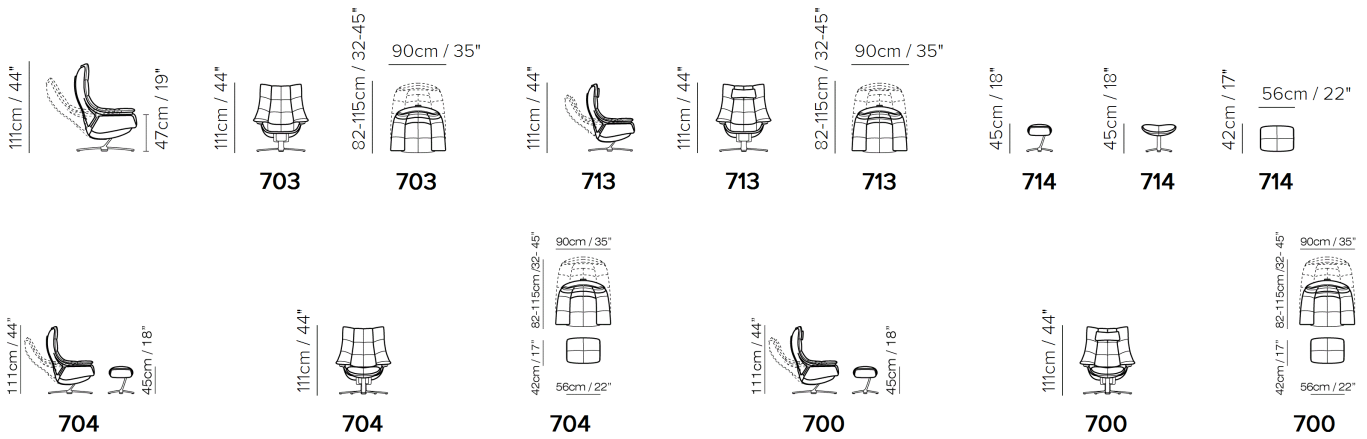 111cm / 44"
47cm / 19"
111cm / 44"
703
82-115cm / 32-45"
90cm / 35"
703
111cm / 44"
713
111cm / 44"
713
82-115cm / 32-45"
90cm / 35"
713
45cm / 18"
714
45cm / 18"
714
42cm / 17"
56cm / 22"
714
111cm / 44"
45cm / 18"
704
111cm / 44"
704
90cm / 35"
82-115cm /32- 45"
42cm / 17"
56cm / 22"
704
111cm / 44"
45cm / 18"
700
111cm / 44"
700
90cm / 35"
82-115cm /32- 45"
42cm / 17"
56cm / 22"
700